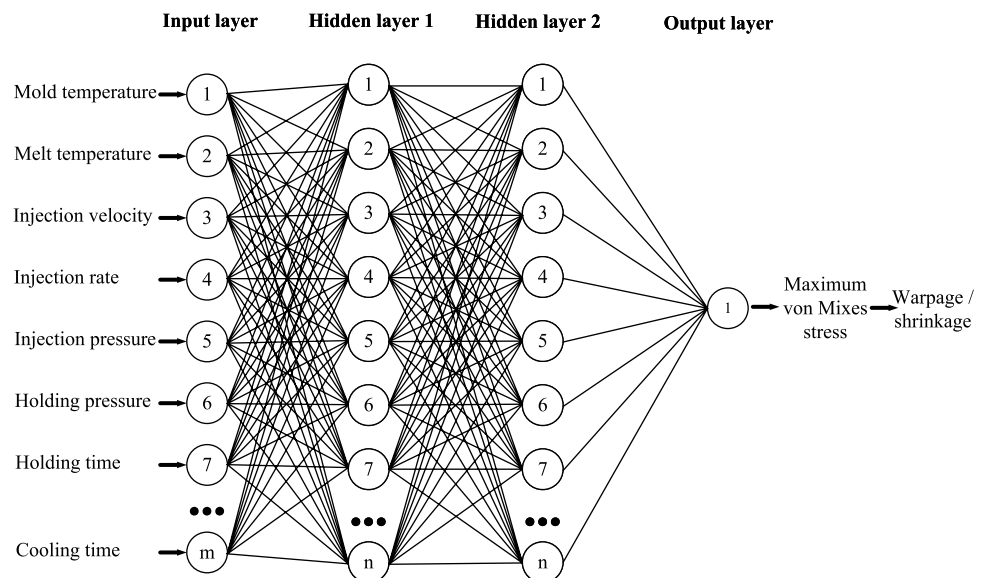 Input layer
Hidden layer 1
Hidden layer 2
Output layer
Mold temperature
Melt temperature
Injection velocity
Injection rate
Injection pressure
Holding pressure
Holding time
Cooling time
1
2
3
4
5
6
7
m
1
2
3
4
5
6
7
n
1
2
3
4
5
6
7
n
1
Maximum
von Mixes
stress
Warpage /
shrinkage